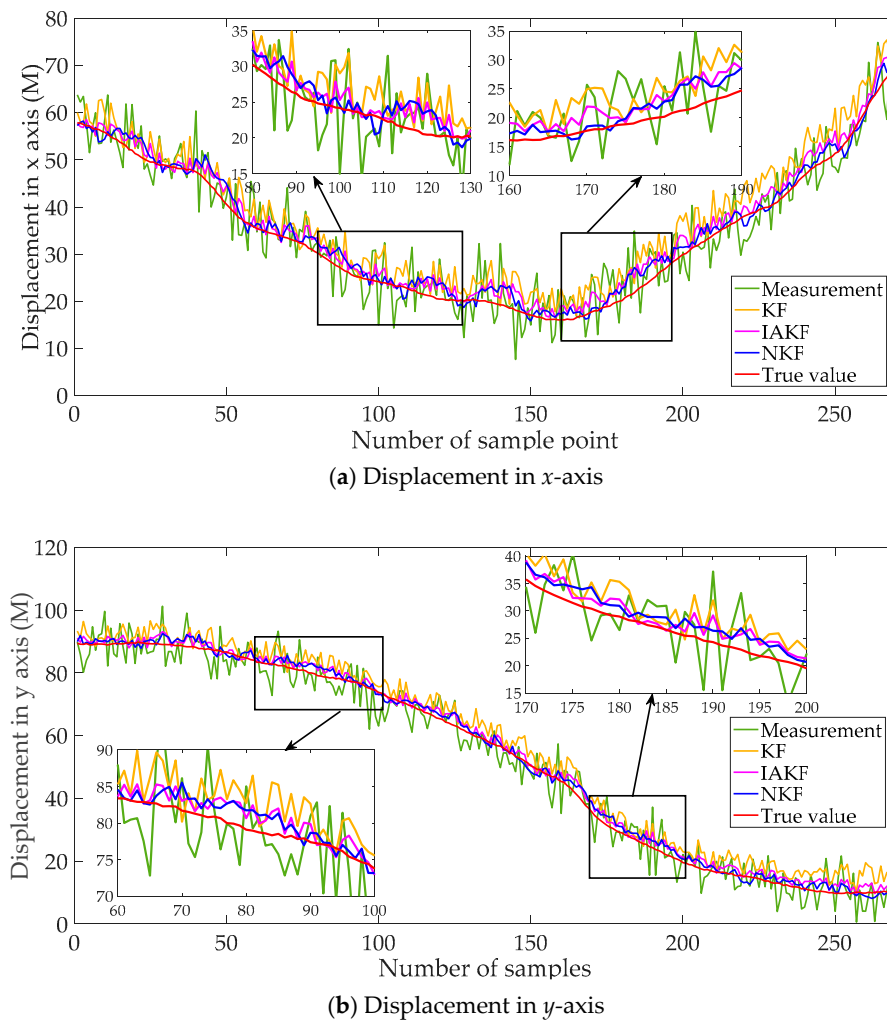 80
70
60
50
40
30
20
10
0
Displacement in x axis (M)
0 50 100 150 200 250
Number of sample point
35
30
25
20
15
80 90 100 110 120 130
35
30
25
20
15
10
160 170 180 190
Measurement
KF
IAKF
NKF
True value
(a) Displacement in x-axis
120
100
80
60
40
20
0
Displacement in y axis (M)
0 50 100 150 200 250
Number of samples
40
35
30
25
20
15
170 175 180 185 190 195 200
Measurement
KF
IAKF
NKF
True value
90
85
80
75
70
60 70 80 90 100
(b) Displacement in y-axis